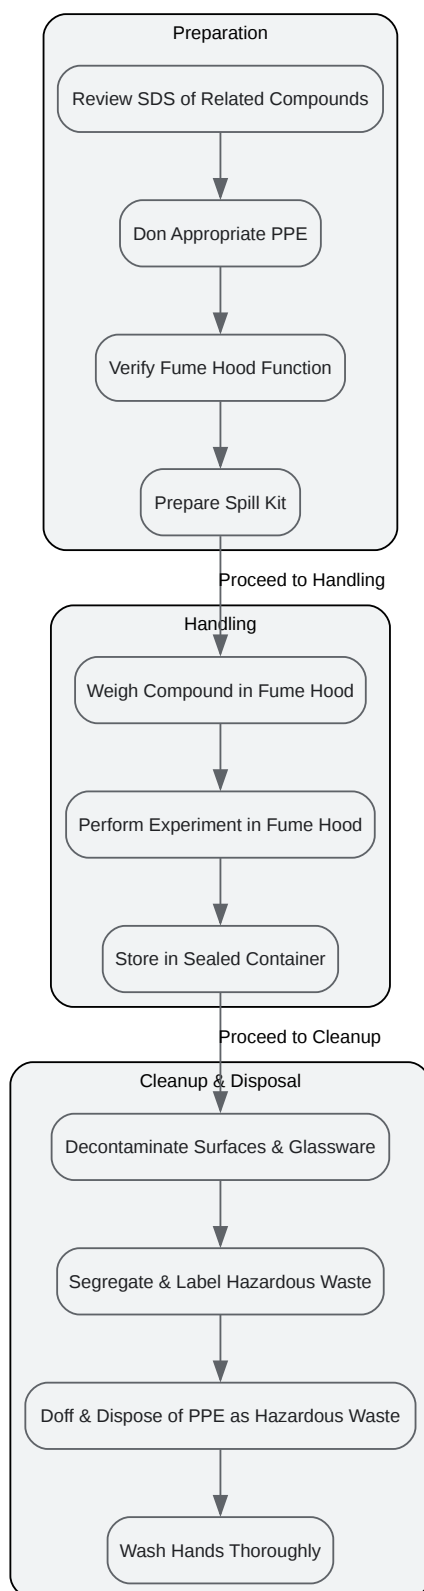 Preparation
Review SDS of Related Compounds
Don Appropriate PPE
Verify Fume Hood Function
Prepare Spill Kit
Proceed to Handling
Handling
Weigh Compound in Fume Hood
Perform Experiment in Fume Hood
Store in Sealed Container
Proceed to Cleanup
Cleanup & Disposal
Decontaminate Surfaces & Glassware
Segregate & Label Hazardous Waste
Doff & Dispose of PPE as Hazardous Waste
Wash Hands Thoroughly